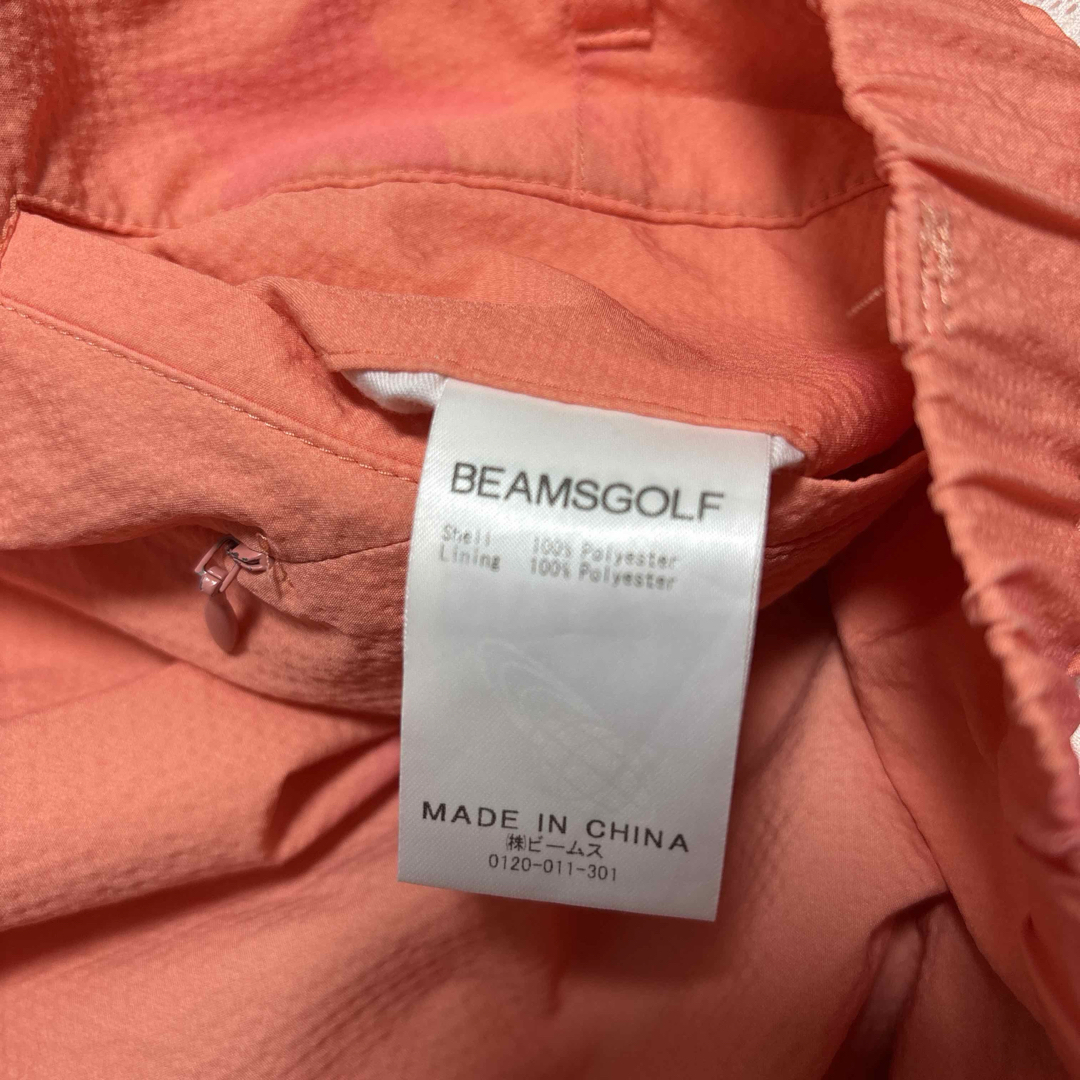 BEAMSGOLF
Shell 100% Polyester
Lining 100% Polyester
MADE IN CHINA
㈱ビームス
0120-011-301